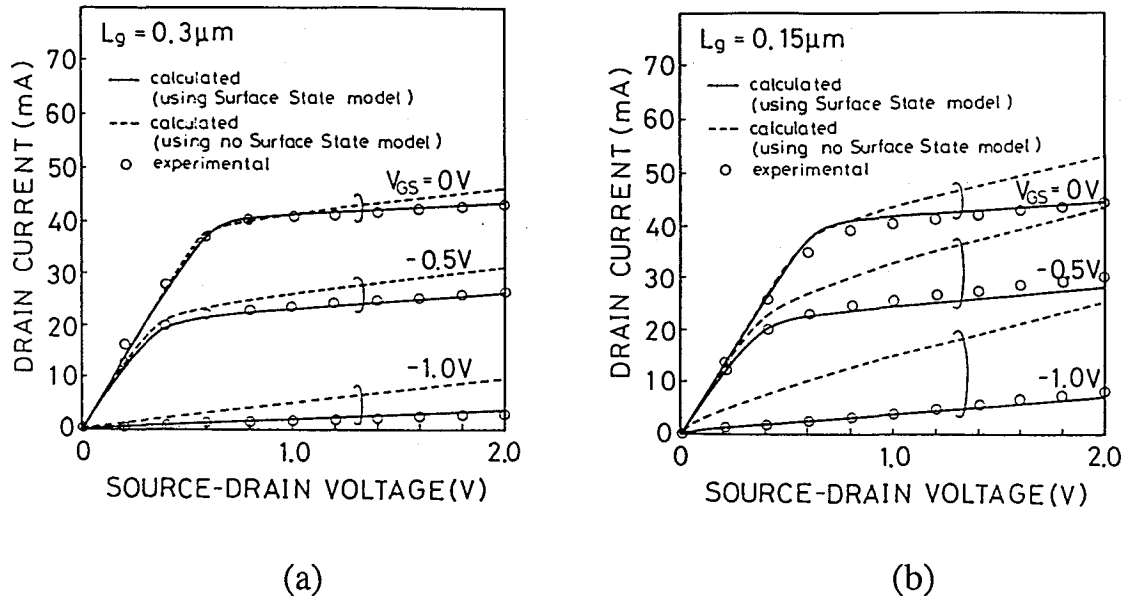 Lg = 0.3μm
calculated
(using Surface State model)
calculated
(using no Surface State model)
experimental
VGS = 0V
-0.5V
-1.0V
70
60
50
40
30
20
10
0
0
1.0
2.0
DRAIN CURRENT (mA)
SOURCE-DRAIN VOLTAGE(V)
(a)
Lg = 0.15μm
calculated
(using Surface State model)
calculated
(using no Surface State model)
experimental
VGS = 0V
-0.5V
-1.0V
70
60
50
40
30
20
10
0
0
1.0
2.0
DRAIN CURRENT (mA)
SOURCE-DRAIN VOLTAGE(V)
(b)